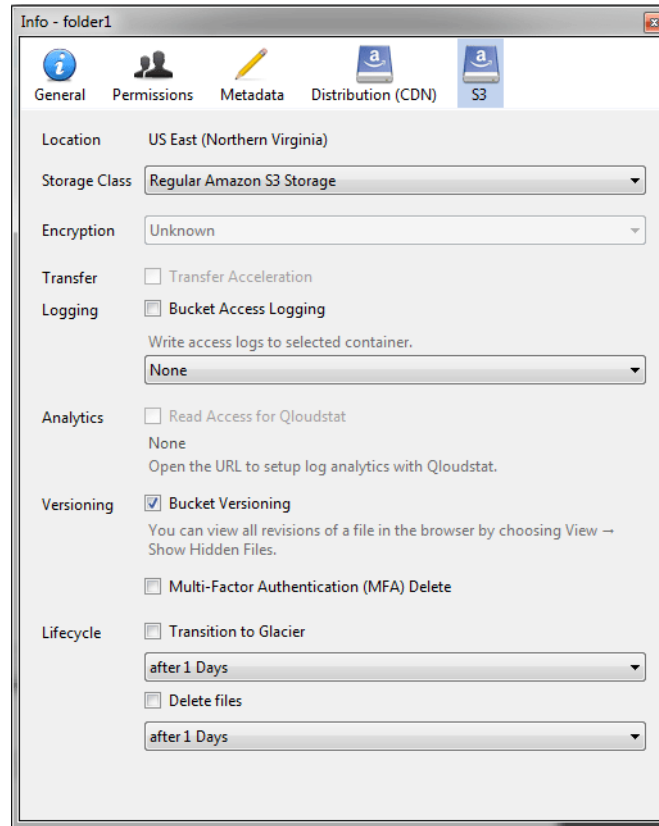 Info - folder1
General Permissions Metadata Distribution (CDN) S3
Location US East (Northern Virginia)
Storage Class Regular Amazon S3 Storage
Encryption Unknown
Transfer Transfer Acceleration
Logging Bucket Access Logging
Write access logs to selected container.
None
Analytics Read Access for Qloudstat
None
Open the URL to setup log analytics with Qloudstat.
Versioning Bucket Versioning
You can view all revisions of a file in the browser by choosing View →
Show Hidden Files.
Multi-Factor Authentication (MFA) Delete
Lifecycle Transition to Glacier
after 1 Days
Delete files
after 1 Days